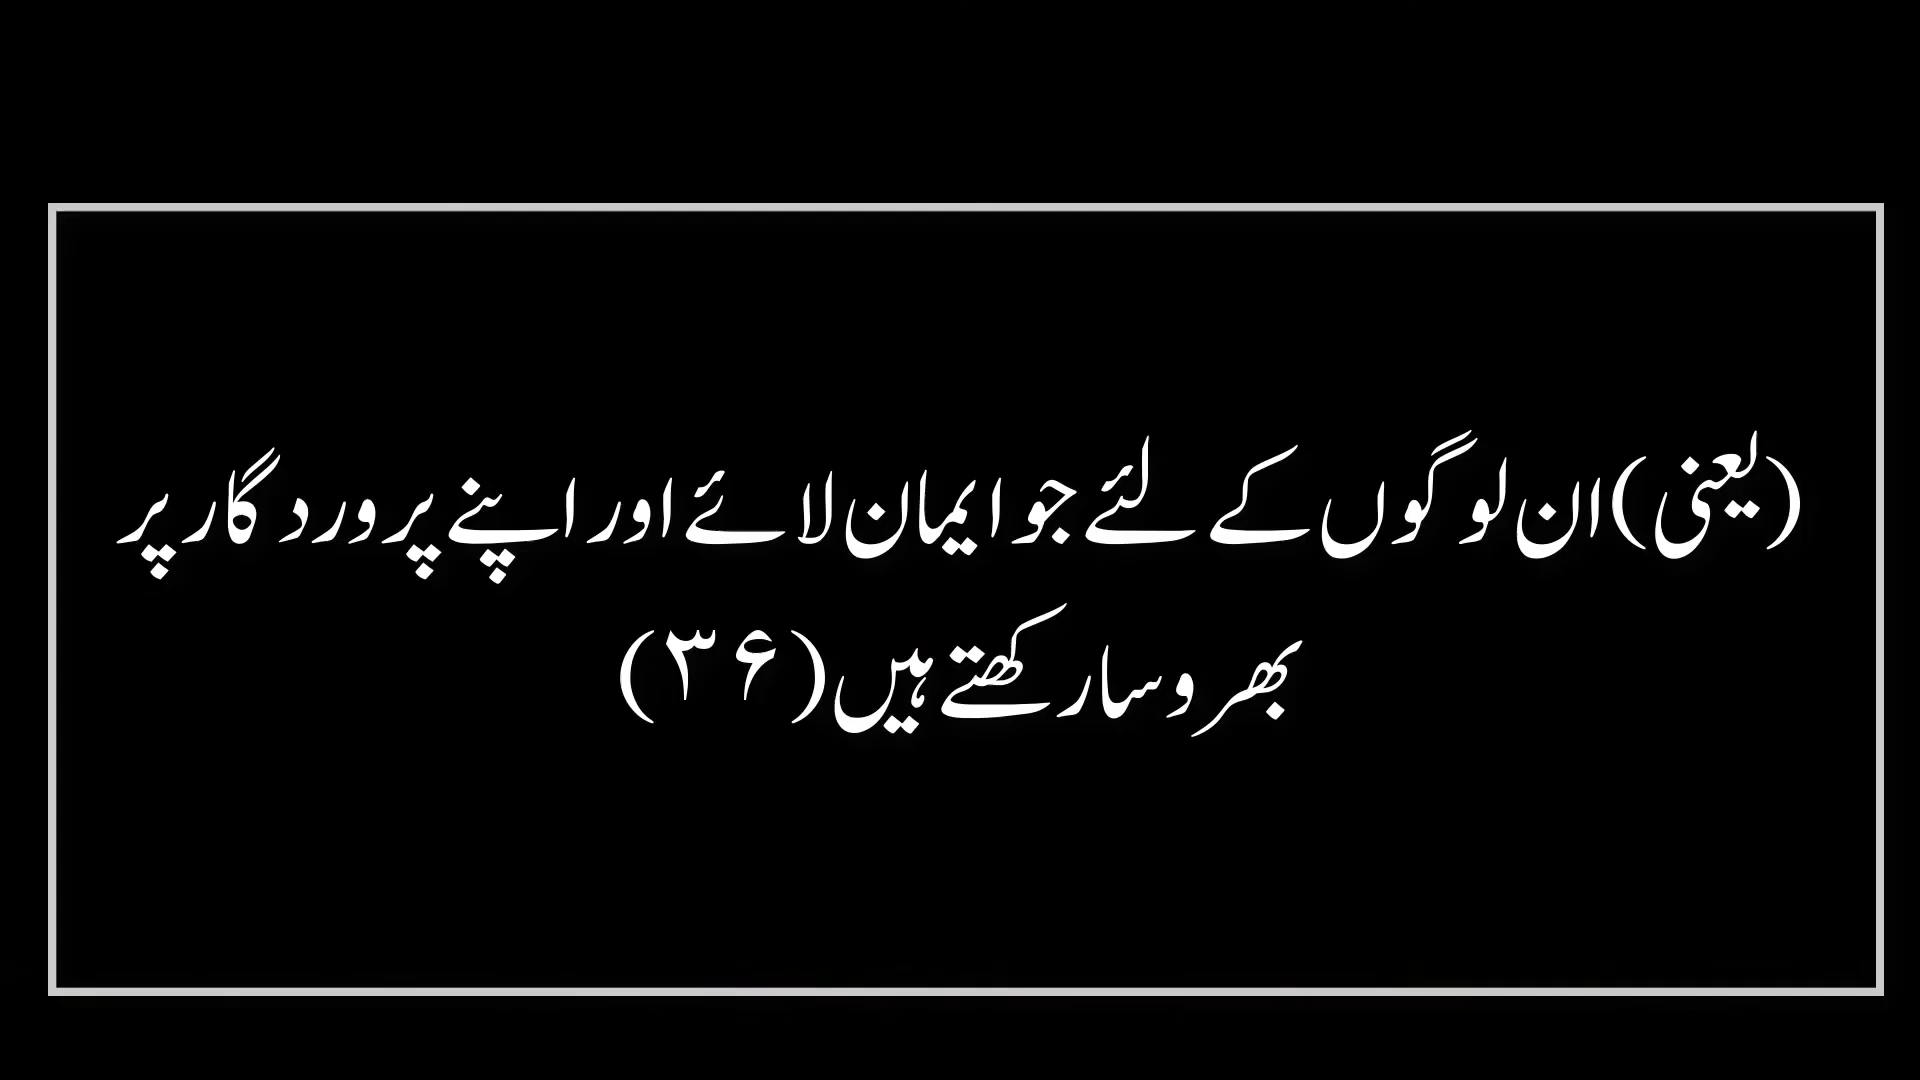 (یعنی)ان لوگوں کے لئے جو ایمان لائے اور اپنے پروردگار پر
بھروسا رکھتے ہیں(۳۶)